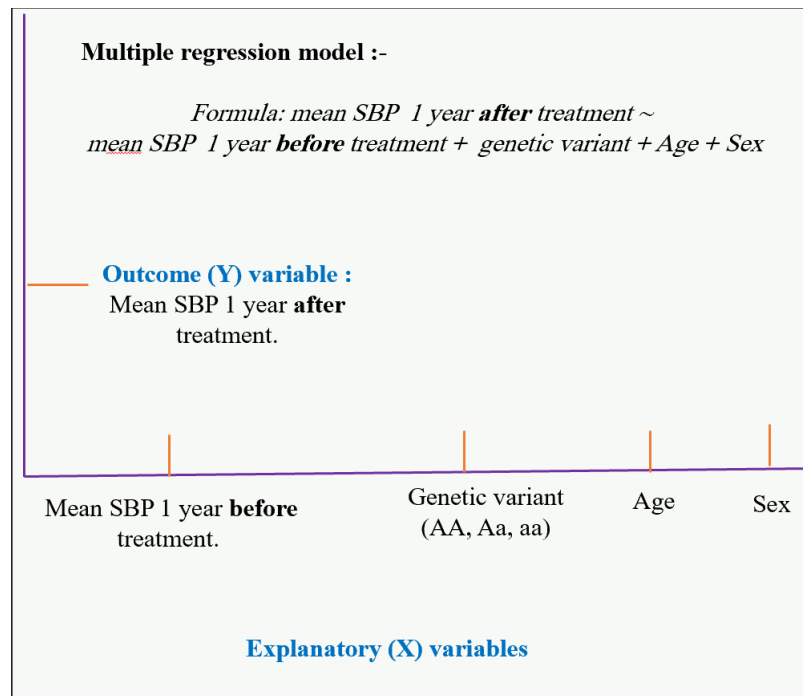 Multiple regression model :-
Formula: mean SBP 1 year after treatment ~
mean SBP 1 year before treatment + genetic variant + Age + Sex
Outcome (Y) variable :
Mean SBP 1 year after
treatment.
Mean SBP 1 year before
treatment.
Genetic variant
(AA, Aa, aa)
Age
Sex
Explanatory (X) variables